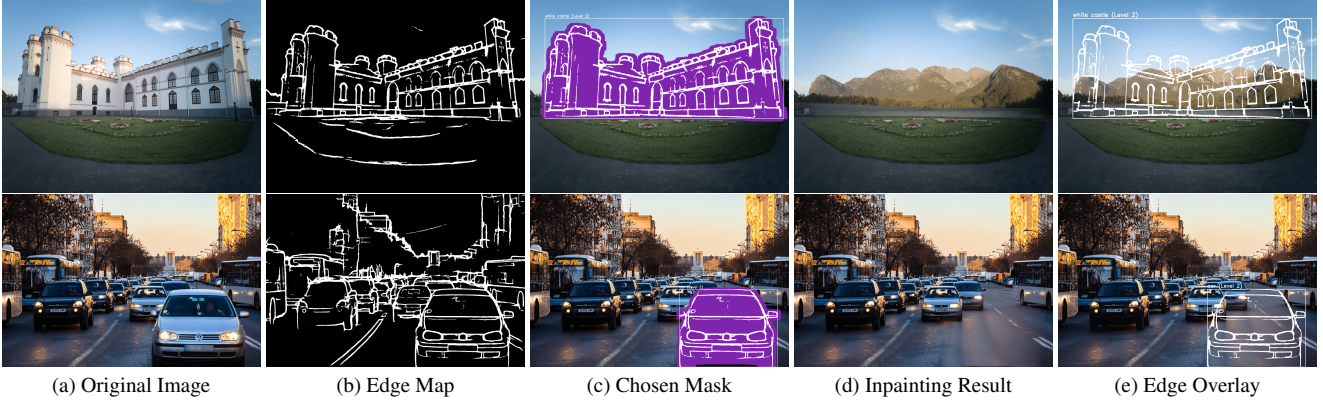 white castle (Level 2)
white castle (Level 2)
(Level 2)
(a) Original Image
(b) Edge Map
(c) Chosen Mask
(d) Inpainting Result
(e) Edge Overlay